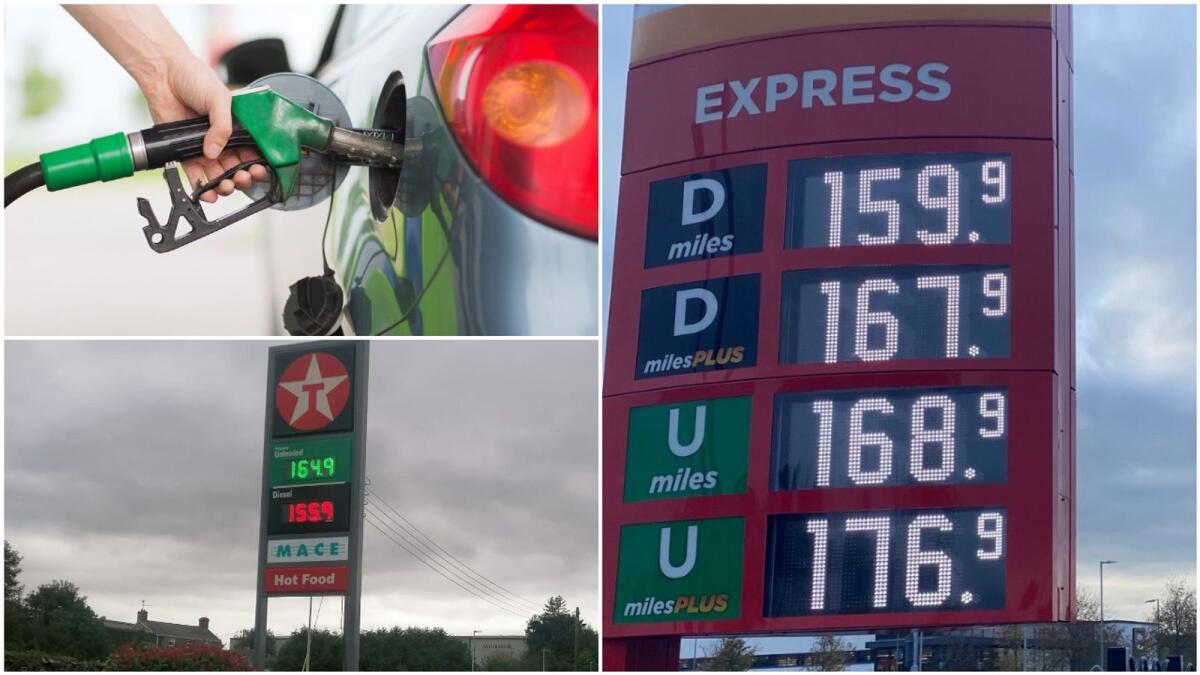 T
Unleaded
164.9
Diesel
155.9
MACE
Hot Food
EXPRESS
D miles 159.9
D milesPLUS 167.9
U miles 168.9
U milesPLUS 176.9